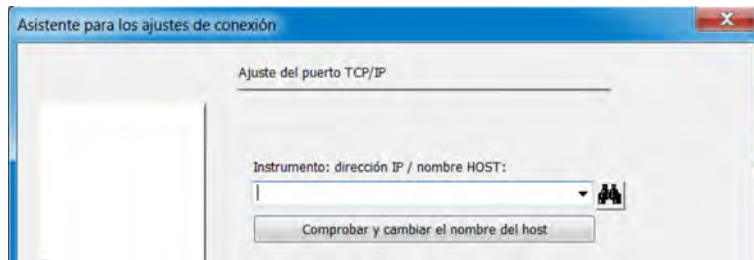 Asistente para los ajustes de conexión
Ajuste del puerto TCP/IP
Instrumento: dirección IP / nombre HOST:
Comprobar y cambiar el nombre del host